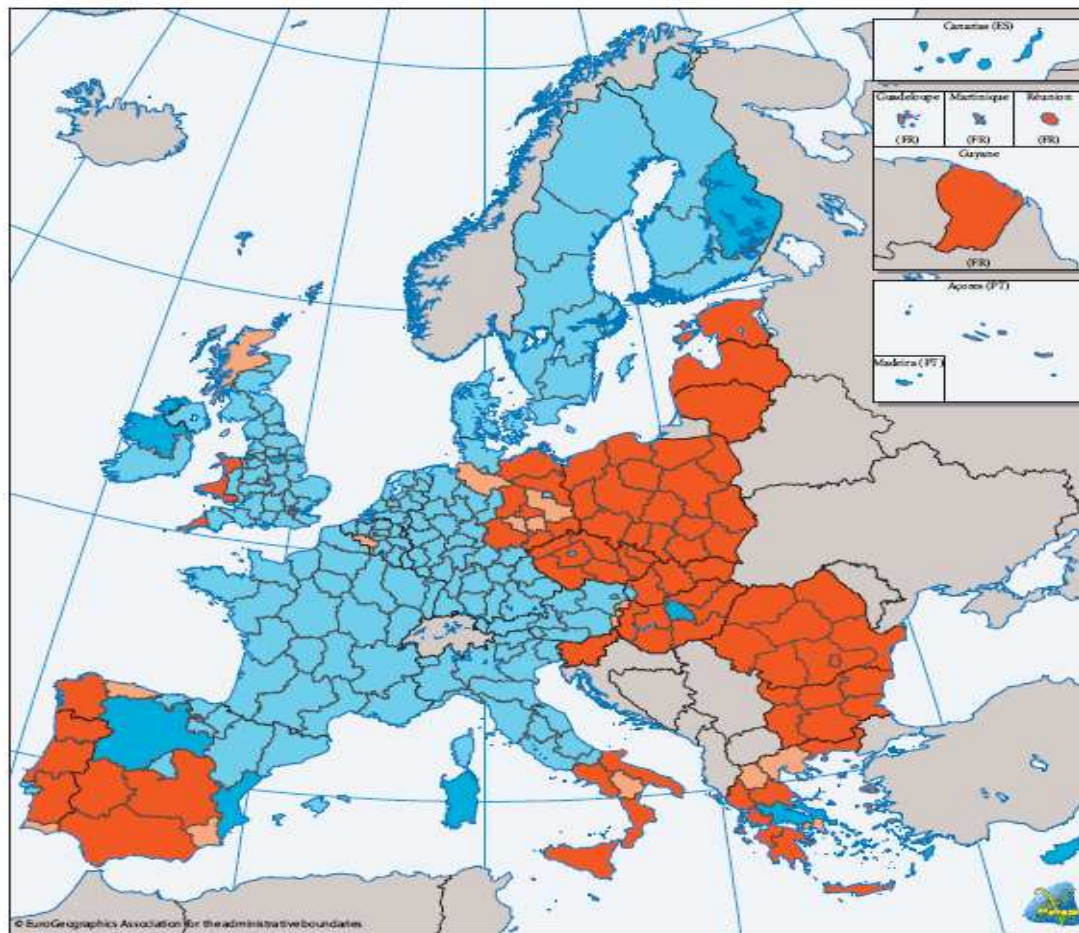 Canarias (ES)
Guadeloupe
Martinique
Réunion
(FR)
(FR)
(FR)
Guyane
(FR)
Açores (PT)
Madeira (PT)
© EuroGeographics Association for the administrative boundaries